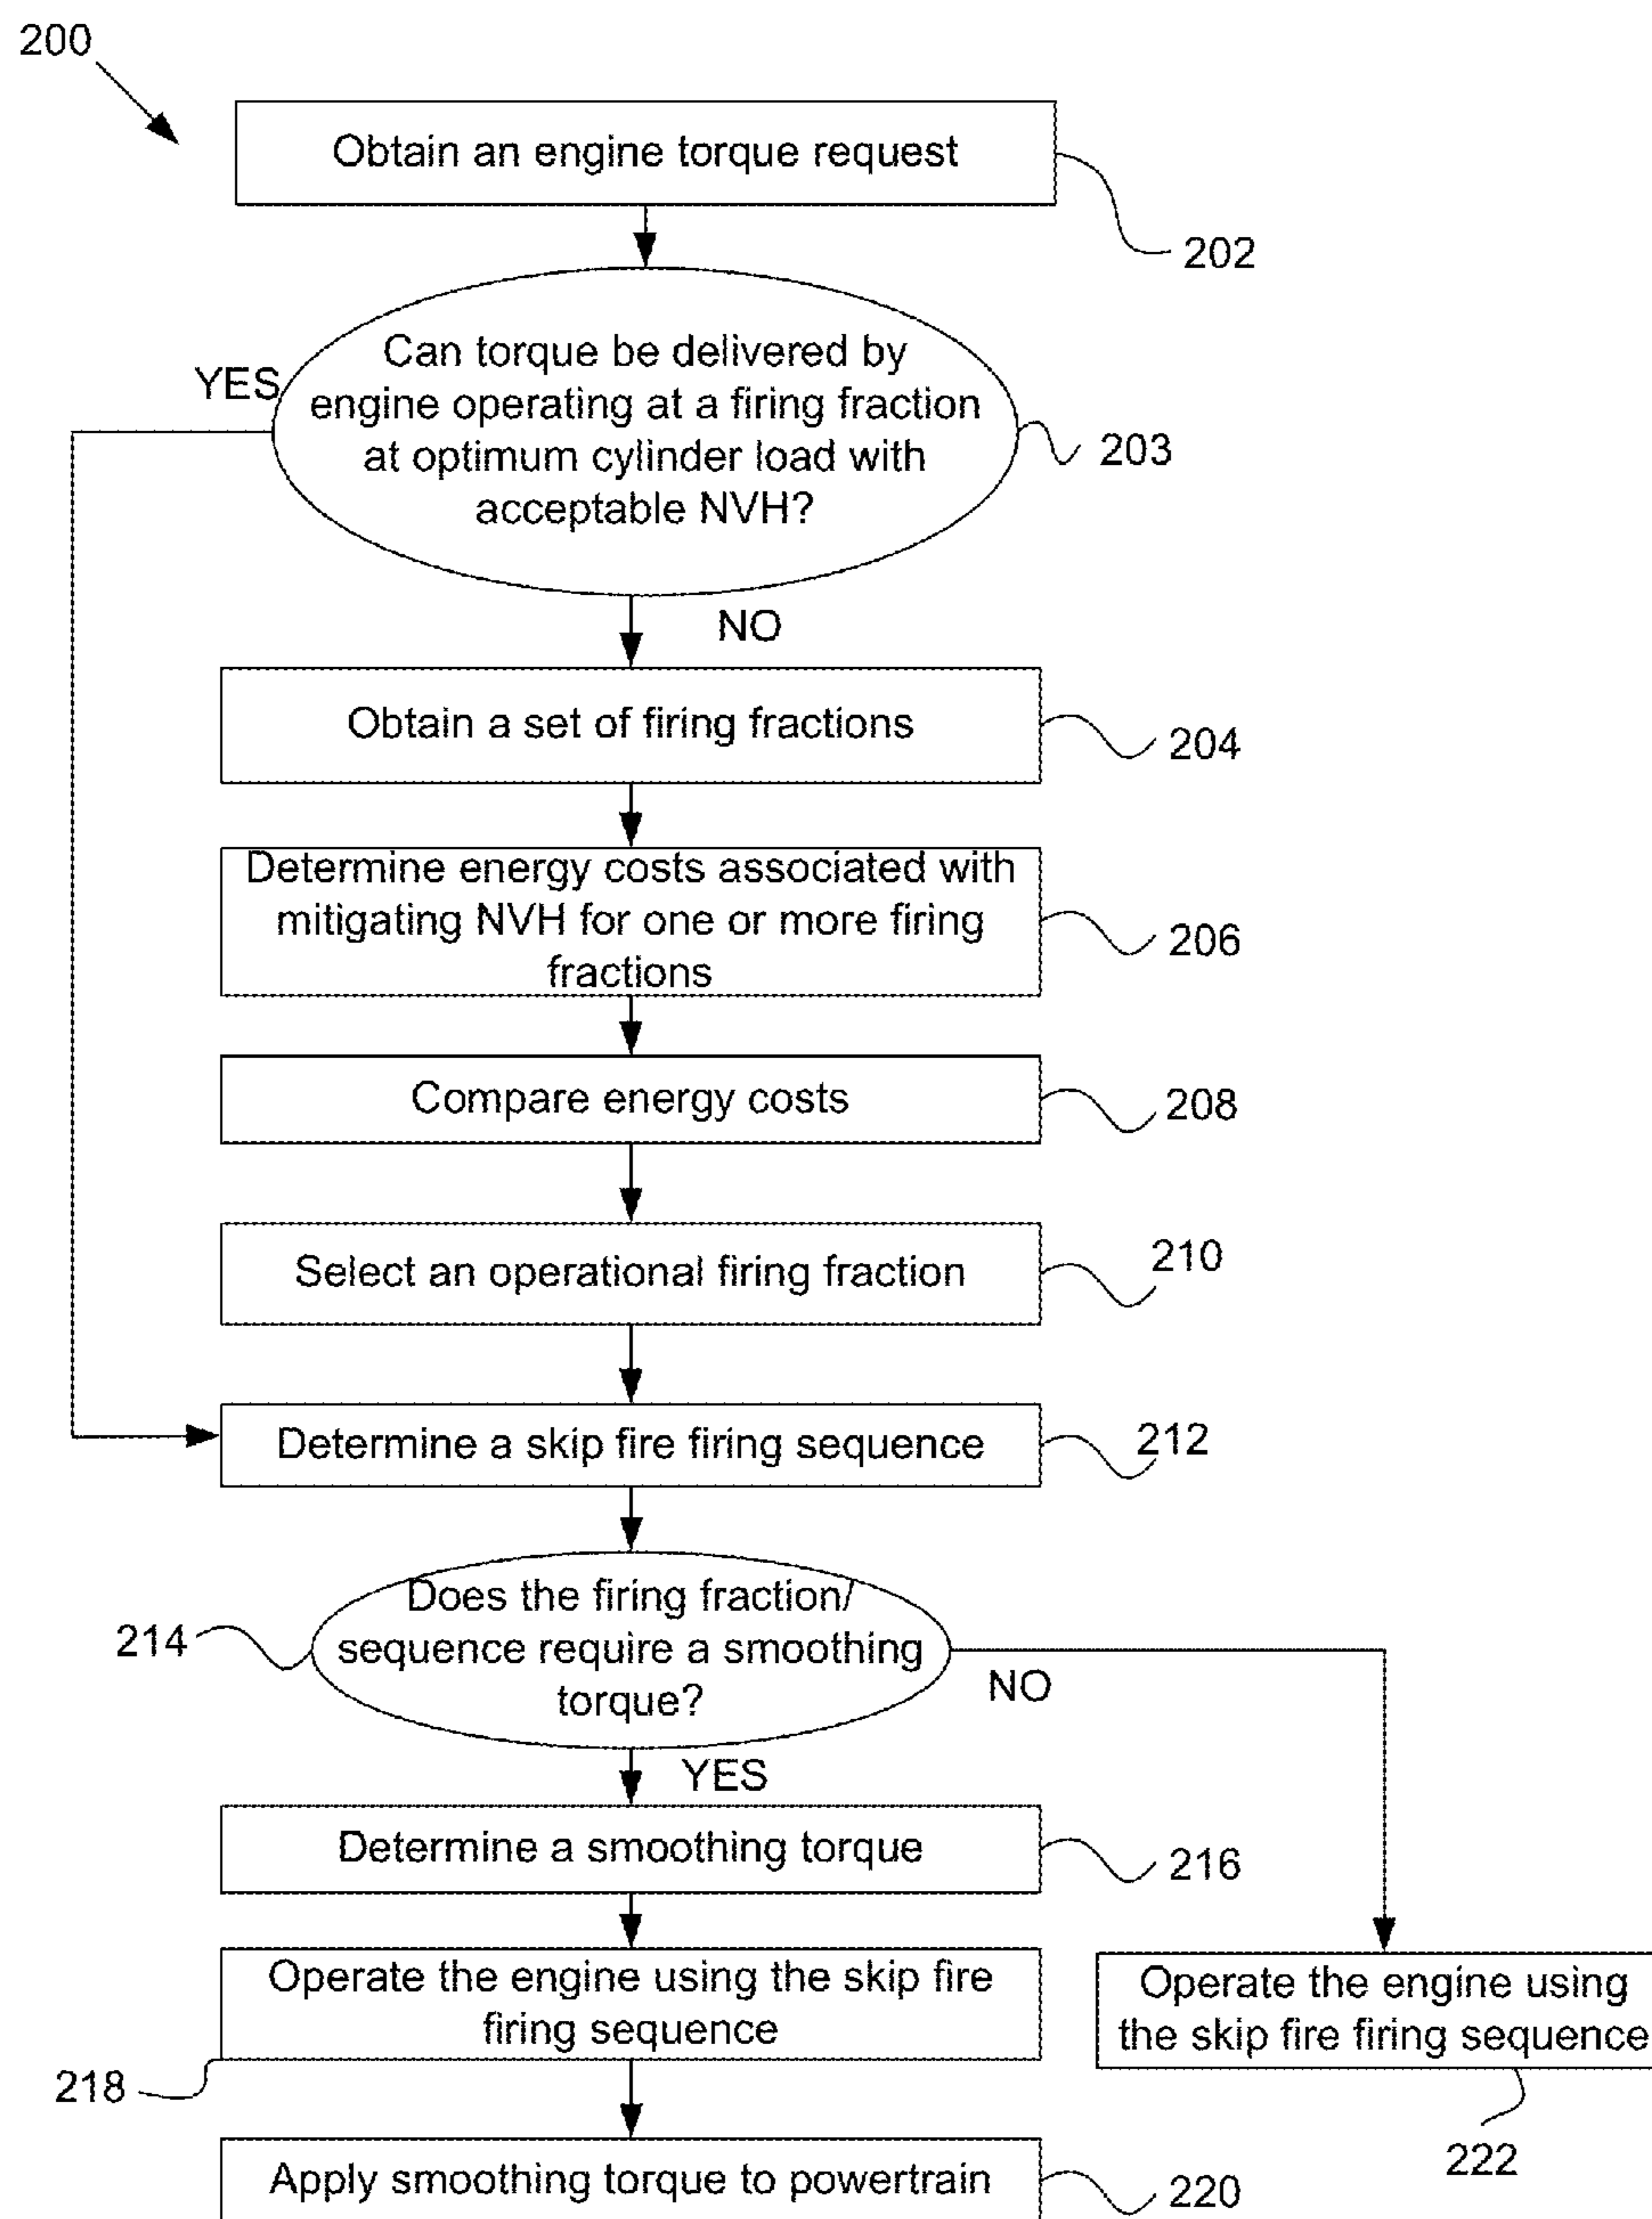 200
Obtain an engine torque request
202
Can torque be delivered by
YES
engine operating at a firing fraction
at optimum cylinder load with
203
acceptable NVH?
NO
Obtain a set of firing fractions
204
Determine energy costs associated with
mitigating NVH for one or more firing
fractions
206
Compare energy costs
208
Select an operational firing fraction
210
Determine a skip fire firing sequence
212
Does the firing fraction/
sequence require a smoothing
torque?
214
NO
YES
Determine a smoothing torque
216
Operate the engine using the skip fire
firing sequence
218
Operate the engine using
the skip fire firing sequence
222
Apply smoothing torque to powertrain
220